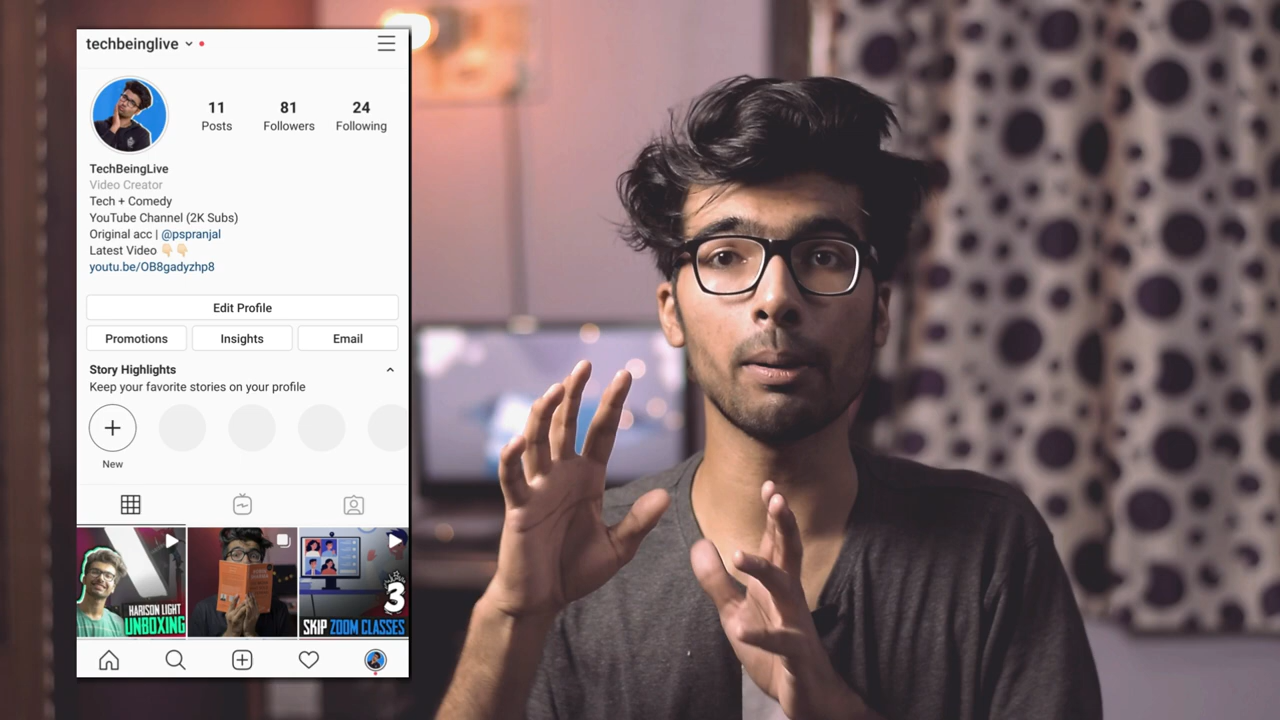 techbeinglive
11 81 24
Posts Followers Following
TechBeingLive
Video Creator
Tech + Comedy
YouTube Channel (2K Subs)
Original acc | @pspranjal
Latest Video 👇🏻👇🏻
youtu.be/OB8gadyzhp8
Edit Profile
Promotions Insights Email
Story Highlights
Keep your favorite stories on your profile
New
HARISON LIGHT
UNBOXING
3
SKIP ZOOM CLASSES